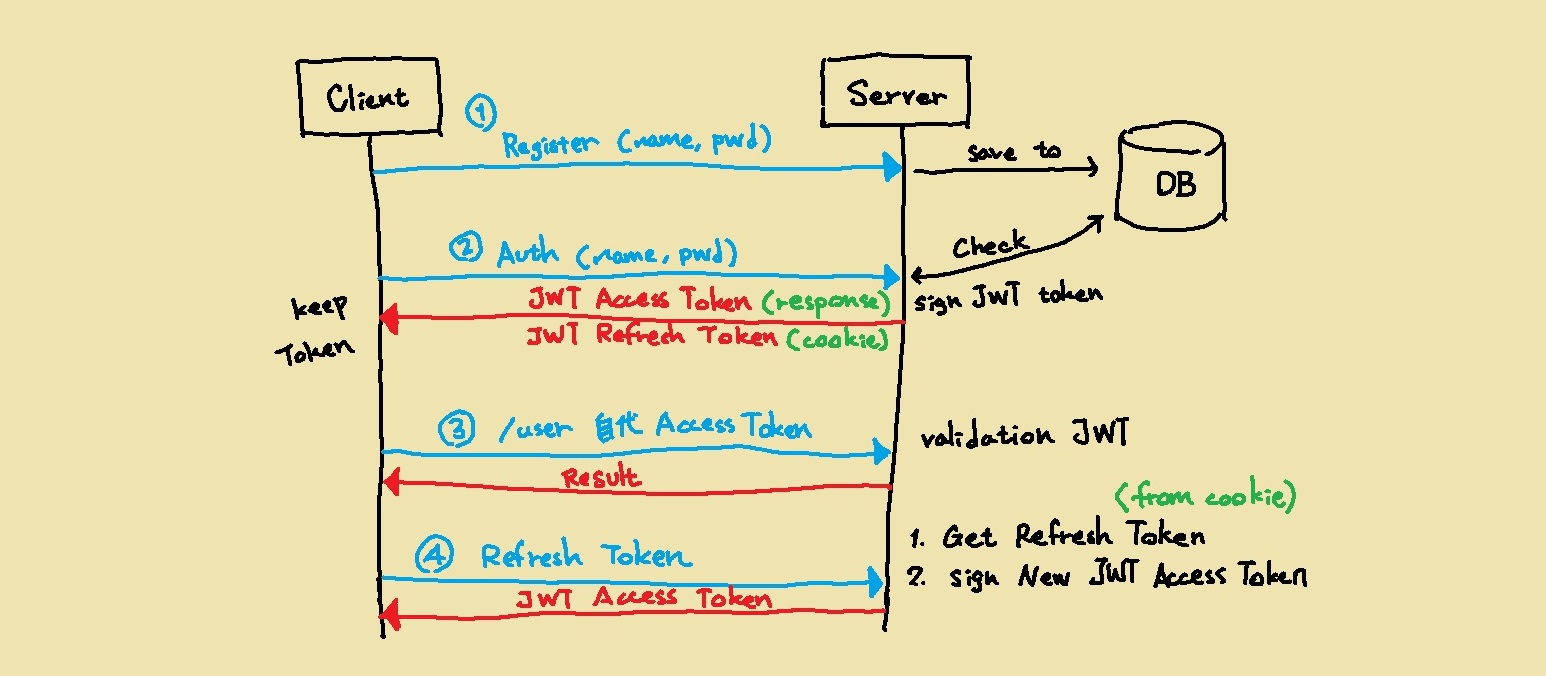 Client
Server
①
Register (name, pwd)
save to
DB
② Auth (name, pwd)
Check
JWT Access Token (response)
sign JWT token
keep
Token
JWT Refresh Token (cookie)
③ /user 自代 Access Token
validation JWT
Result
(from cookie)
1. Get Refresh Token
④ Refresh Token
2. sign New JWT Access Token
JWT Access Token